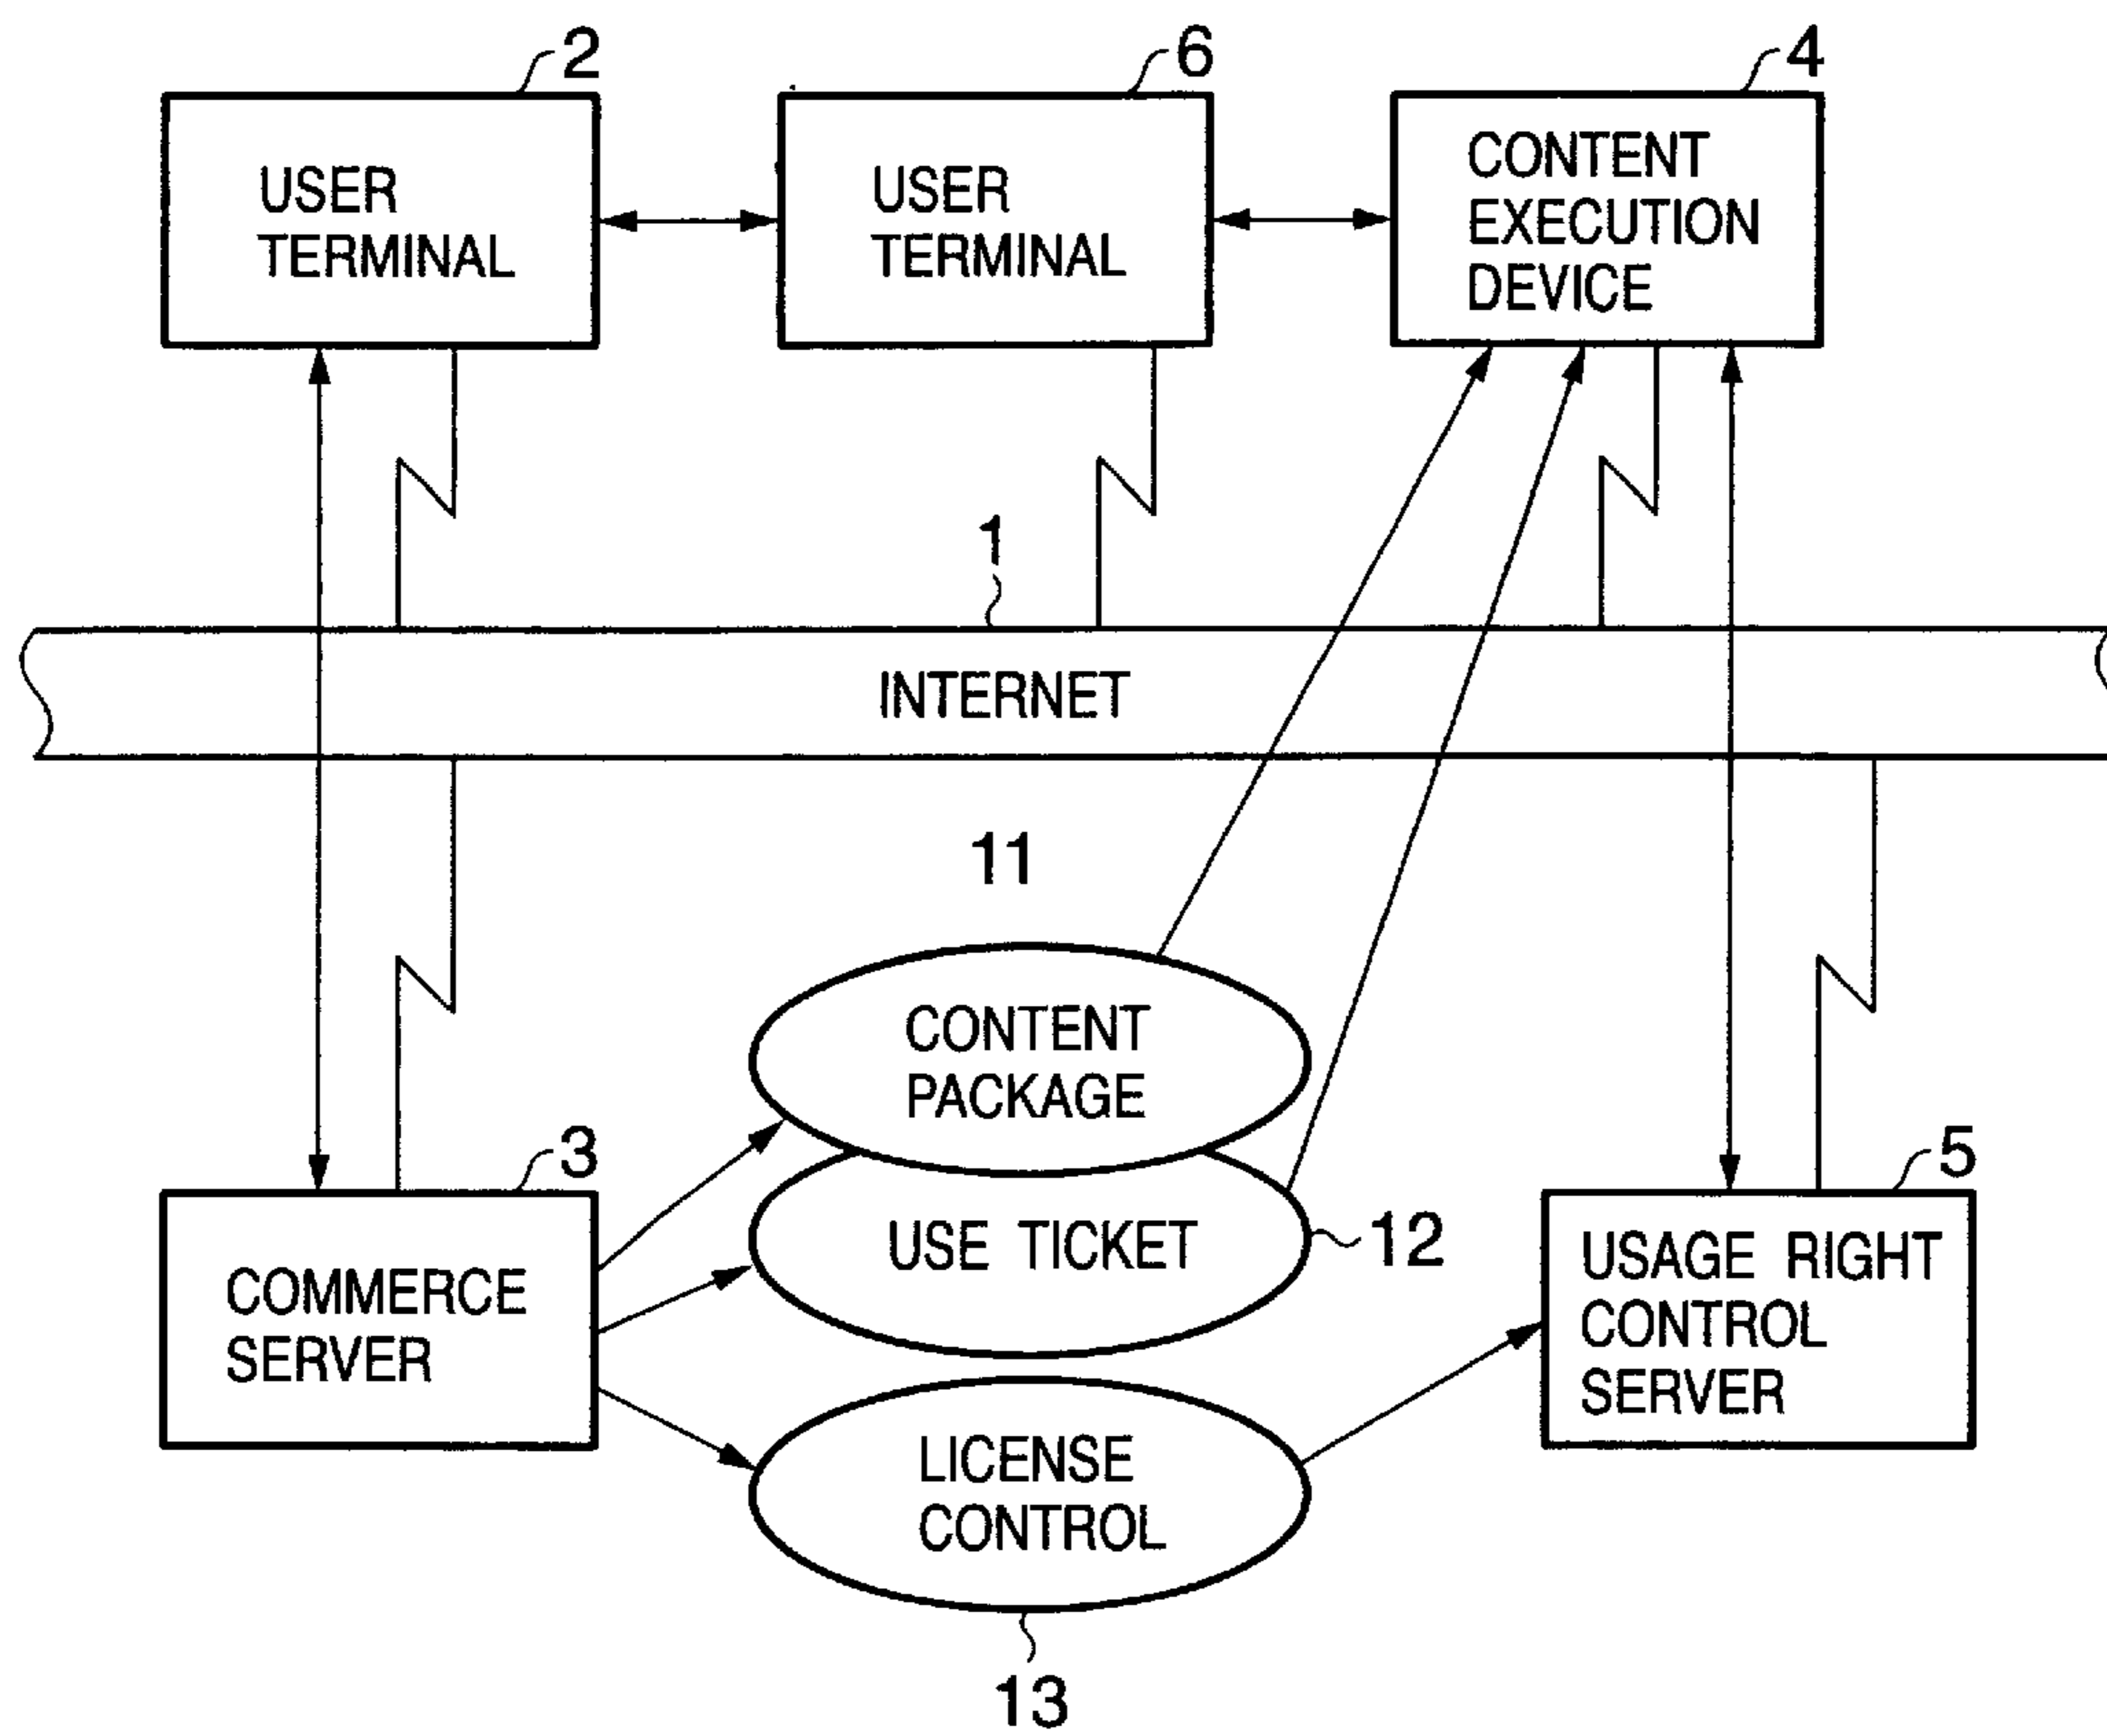 2
6
4
USER
TERMINAL
USER
TERMINAL
CONTENT
EXECUTION
DEVICE
1
INTERNET
11
CONTENT
PACKAGE
3
5
USE TICKET
12
COMMERCE
SERVER
USAGE RIGHT
CONTROL
SERVER
LICENSE
CONTROL
13